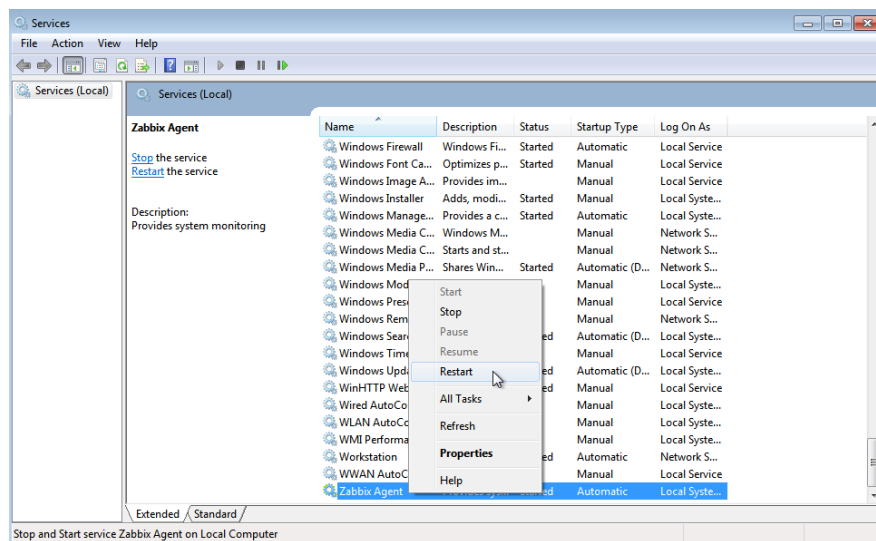 Services
File Action View Help
Services (Local)
Services (Local)
Zabbix Agent
Stop the service
Restart the service
Description:
Provides system monitoring
Name Description Status Startup Type Log On As
Windows Firewall Windows Fi... Started Automatic Local Service
Windows Font Ca... Optimizes p... Started Manual Local Service
Windows Image A... Provides im... Manual Local Service
Windows Installer Adds, modi... Started Manual Local Syste...
Windows Manage... Provides a c... Started Automatic Local Syste...
Windows Media C... Windows M... Manual Network S...
Windows Media C... Starts and st... Manual Network S...
Windows Media P... Shares Win... Started Automatic (D... Network S...
Windows Mod Manual Local Syste...
Windows Pres Manual Local Service
Windows Rem Manual Network S...
Windows Sear ed Automatic (D... Local Syste...
Windows Time Manual Local Service
Windows Upd ed Automatic (D... Local Syste...
WinHTTP Web ed Manual Local Service
Wired AutoCo Manual Local Syste...
WLAN AutoCo Manual Local Syste...
WMI Performa Manual Local Syste...
Workstation ed Automatic Network S...
WWAN AutoC Manual Local Service
Zabbix Agent Automatic Local Syste...
Start
Stop
Pause
Resume
Restart
All Tasks
Refresh
Properties
Help
Extended Standard
Stop and Start service Zabbix Agent on Local Computer